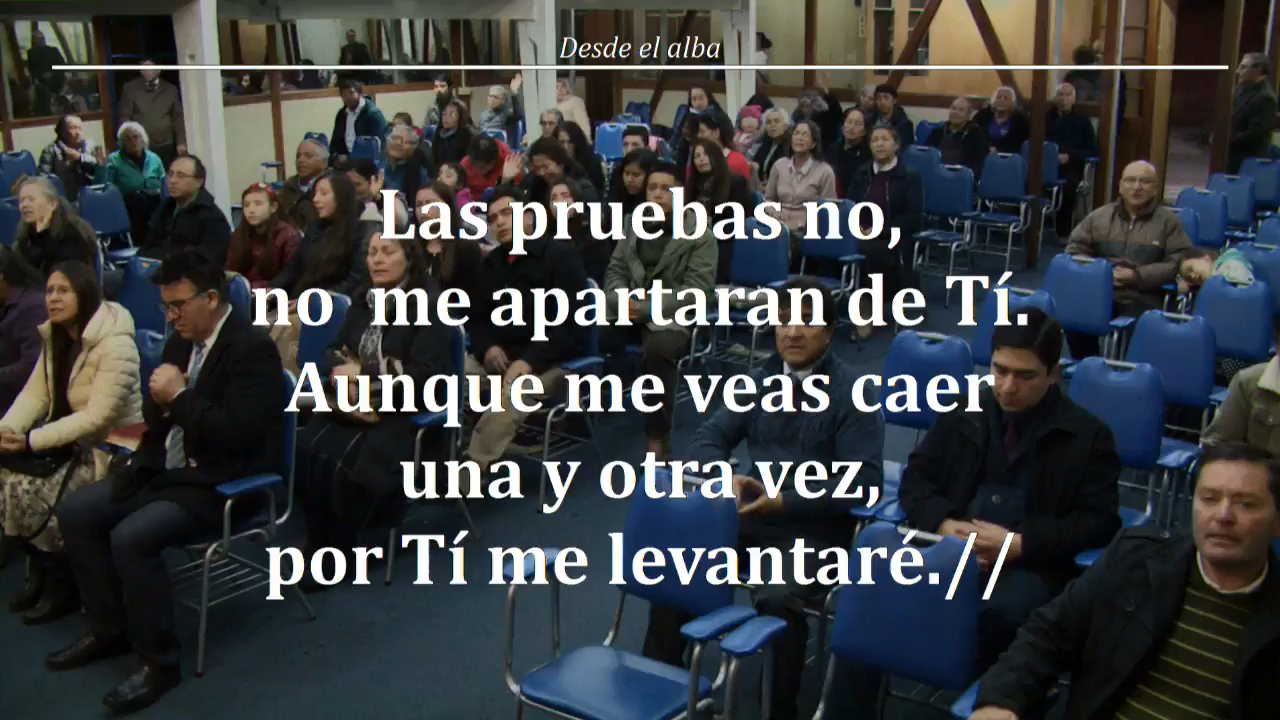 Desde el alba
Las pruebas no,
no me apartaran de Tí.
Aunque me veas caer
una y otra vez,
por Tí me levantaré.//